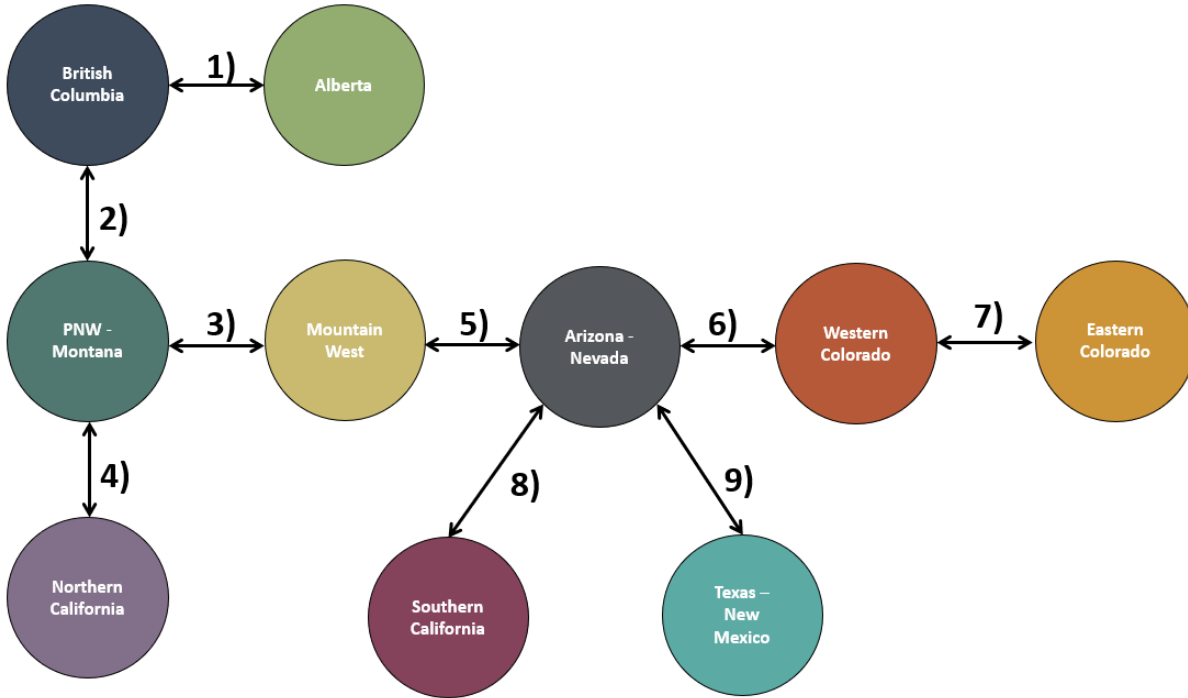 British
Columbia
1)
Alberta
2)
PNW -
Montana
3)
Mountain
West
5)
Arizona -
Nevada
6)
Western
Colorado
7)
Eastern
Colorado
4)
8)
9)
Northern
California
Southern
California
Texas –
New
Mexico